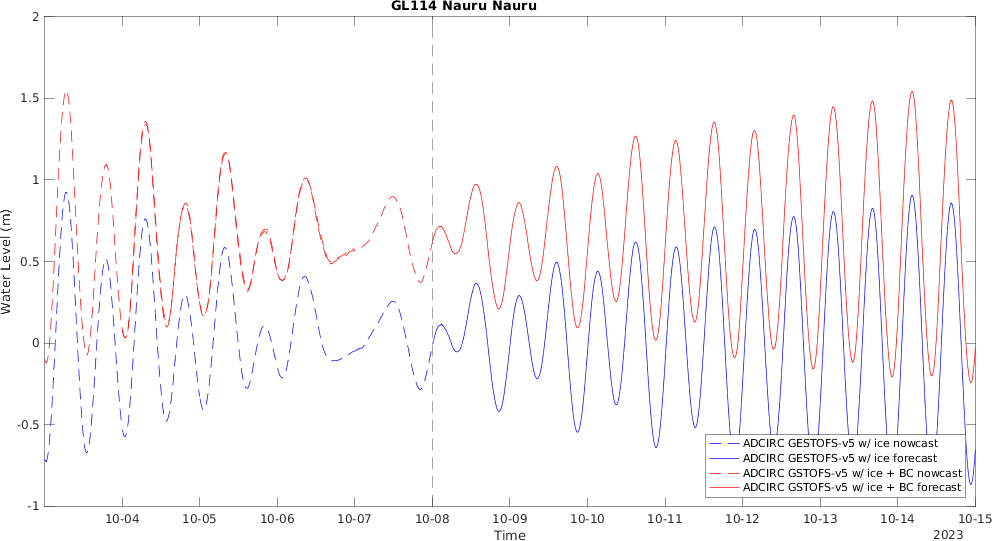 GL114 Nauru Nauru
2
1.5
1
0.5
0
-0.5
-1
Water Level (m)
10-04
10-05
10-06
10-07
10-08
10-09
10-10
10-11
10-12
10-13
10-14
10-15
Time
2023
ADCIRC GESTOFS-v5 w/ ice nowcast
ADCIRC GESTOFS-v5 w/ ice forecast
ADCIRC GSTOFS-v5 w/ ice + BC nowcast
ADCIRC GSTOFS-v5 w/ ice + BC forecast